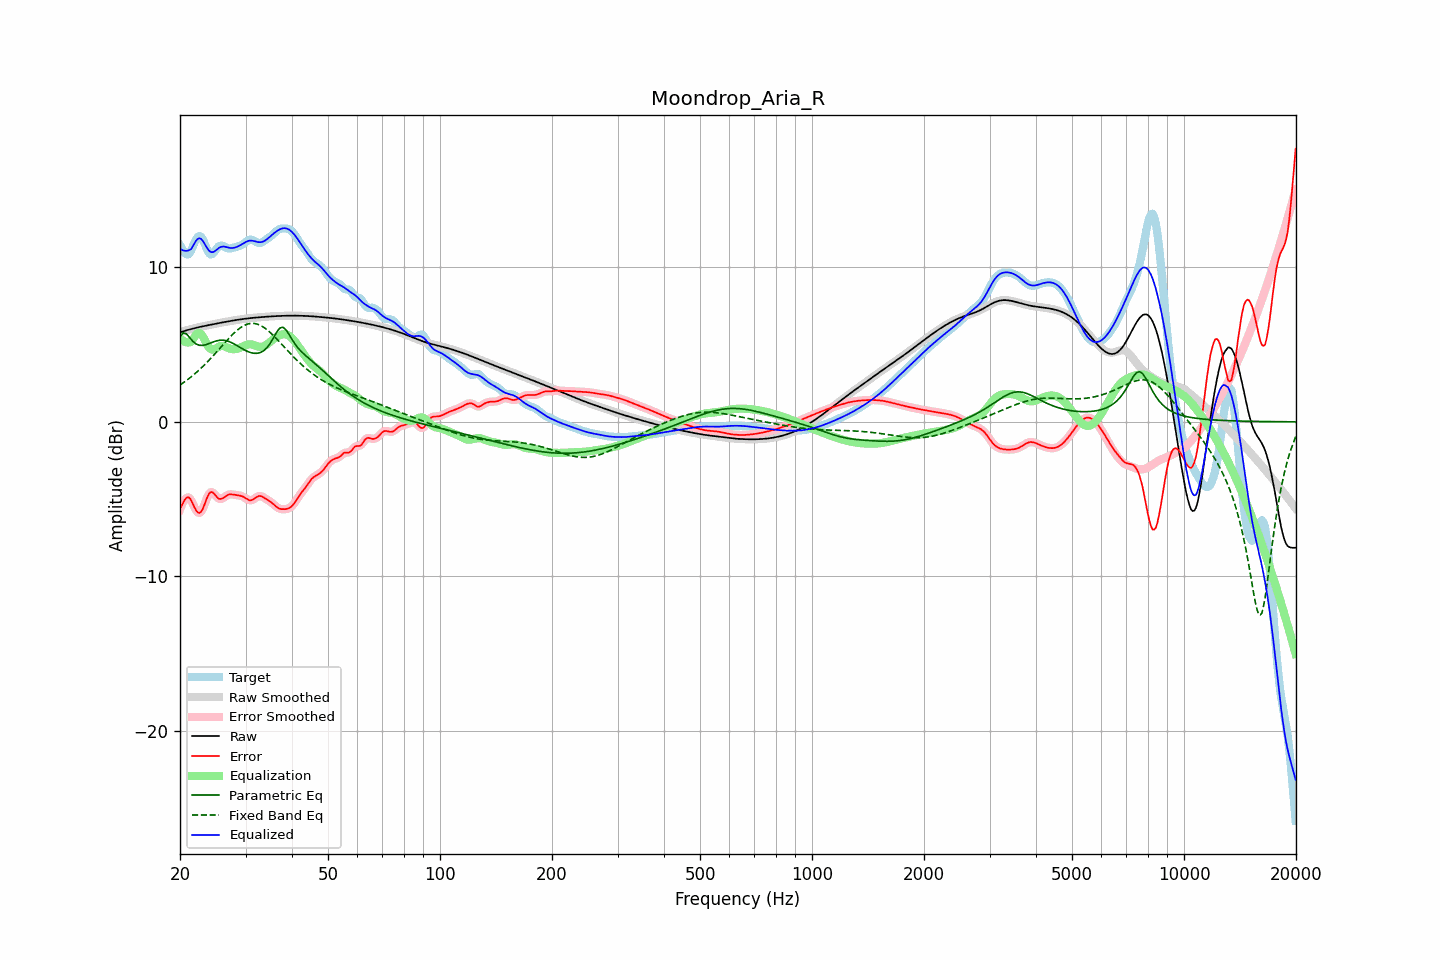 Moondrop_Aria_R
Amplitude (dBr)
10
0
−10
−20
Target
Raw Smoothed
Error Smoothed
Raw
Error
Equalization
Parametric Eq
Fixed Band Eq
Equalized
20 50 100 200 500 1000 2000 5000 10000 20000
Frequency (Hz)